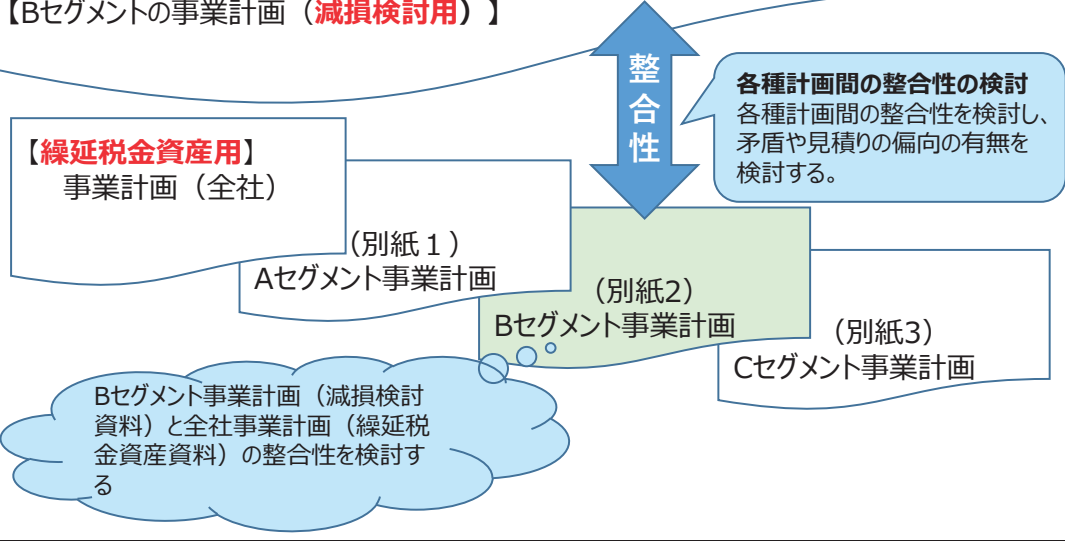 【Bセグメントの事業計画（減損検討用）】
整合性
各種計画間の整合性の検討
各種計画間の整合性を検討し、
矛盾や見積りの偏向の有無を
検討する。
【繰延税金資産用】
事業計画（全社）
（別紙１）
Aセグメント事業計画
（別紙2）
Bセグメント事業計画
（別紙3）
Cセグメント事業計画
Bセグメント事業計画（減損検討
資料）と全社事業計画（繰延税
金資産資料）の整合性を検討す
る